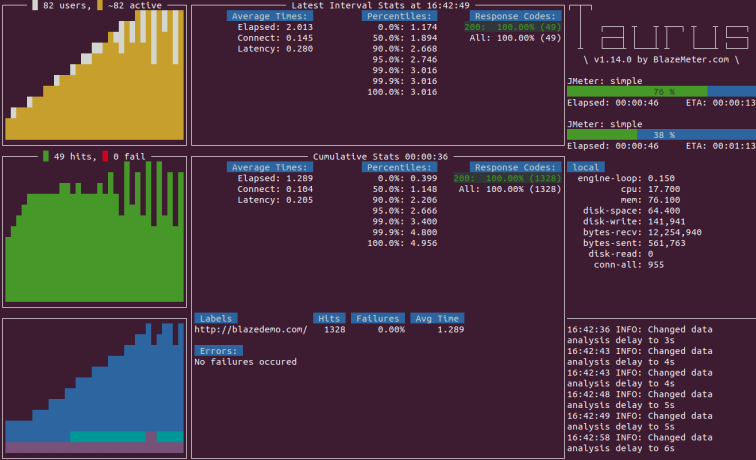 82 users, ~82 active
Latest Interval Stats at 16:42:49
Average Times: Percentiles: Response Codes:
Elapsed: 2.013 0.0%: 1.174 200: 100.00% (49)
Connect: 0.145 50.0%: 1.894 All: 100.00% (49)
Latency: 0.280 90.0%: 2.668
95.0%: 2.746
99.0%: 3.016
99.9%: 3.016
100.0%: 3.016
Taurus
\ v1.14.0 by BlazeMeter.com \
JMeter: simple
76 %
Elapsed: 00:00:46 ETA: 00:00:13
JMeter: simple
38 %
Elapsed: 00:00:46 ETA: 00:01:13
49 hits, 0 fail
Cumulative Stats 00:00:36
Average Times: Percentiles: Response Codes:
Elapsed: 1.289 0.0%: 0.399 200: 100.00% (1328)
Connect: 0.104 50.0%: 1.148 All: 100.00% (1328)
Latency: 0.205 90.0%: 2.206
95.0%: 2.666
99.0%: 3.400
99.9%: 4.800
100.0%: 4.956
Labels Hits Failures Avg Time
http://blazedemo.com/ 1328 0.00% 1.289
Errors:
No failures occured
local
engine-loop: 0.150
cpu: 17.700
mem: 76.100
disk-space: 64.400
disk-write: 141,941
bytes-recv: 12,254,940
bytes-sent: 561,763
disk-read: 0
conn-all: 955
16:42:36 INFO: Changed data
analysis delay to 3s
16:42:43 INFO: Changed data
analysis delay to 4s
16:42:43 INFO: Changed data
analysis delay to 4s
16:42:48 INFO: Changed data
analysis delay to 5s
16:42:49 INFO: Changed data
analysis delay to 5s
16:42:58 INFO: Changed data
analysis delay to 6s